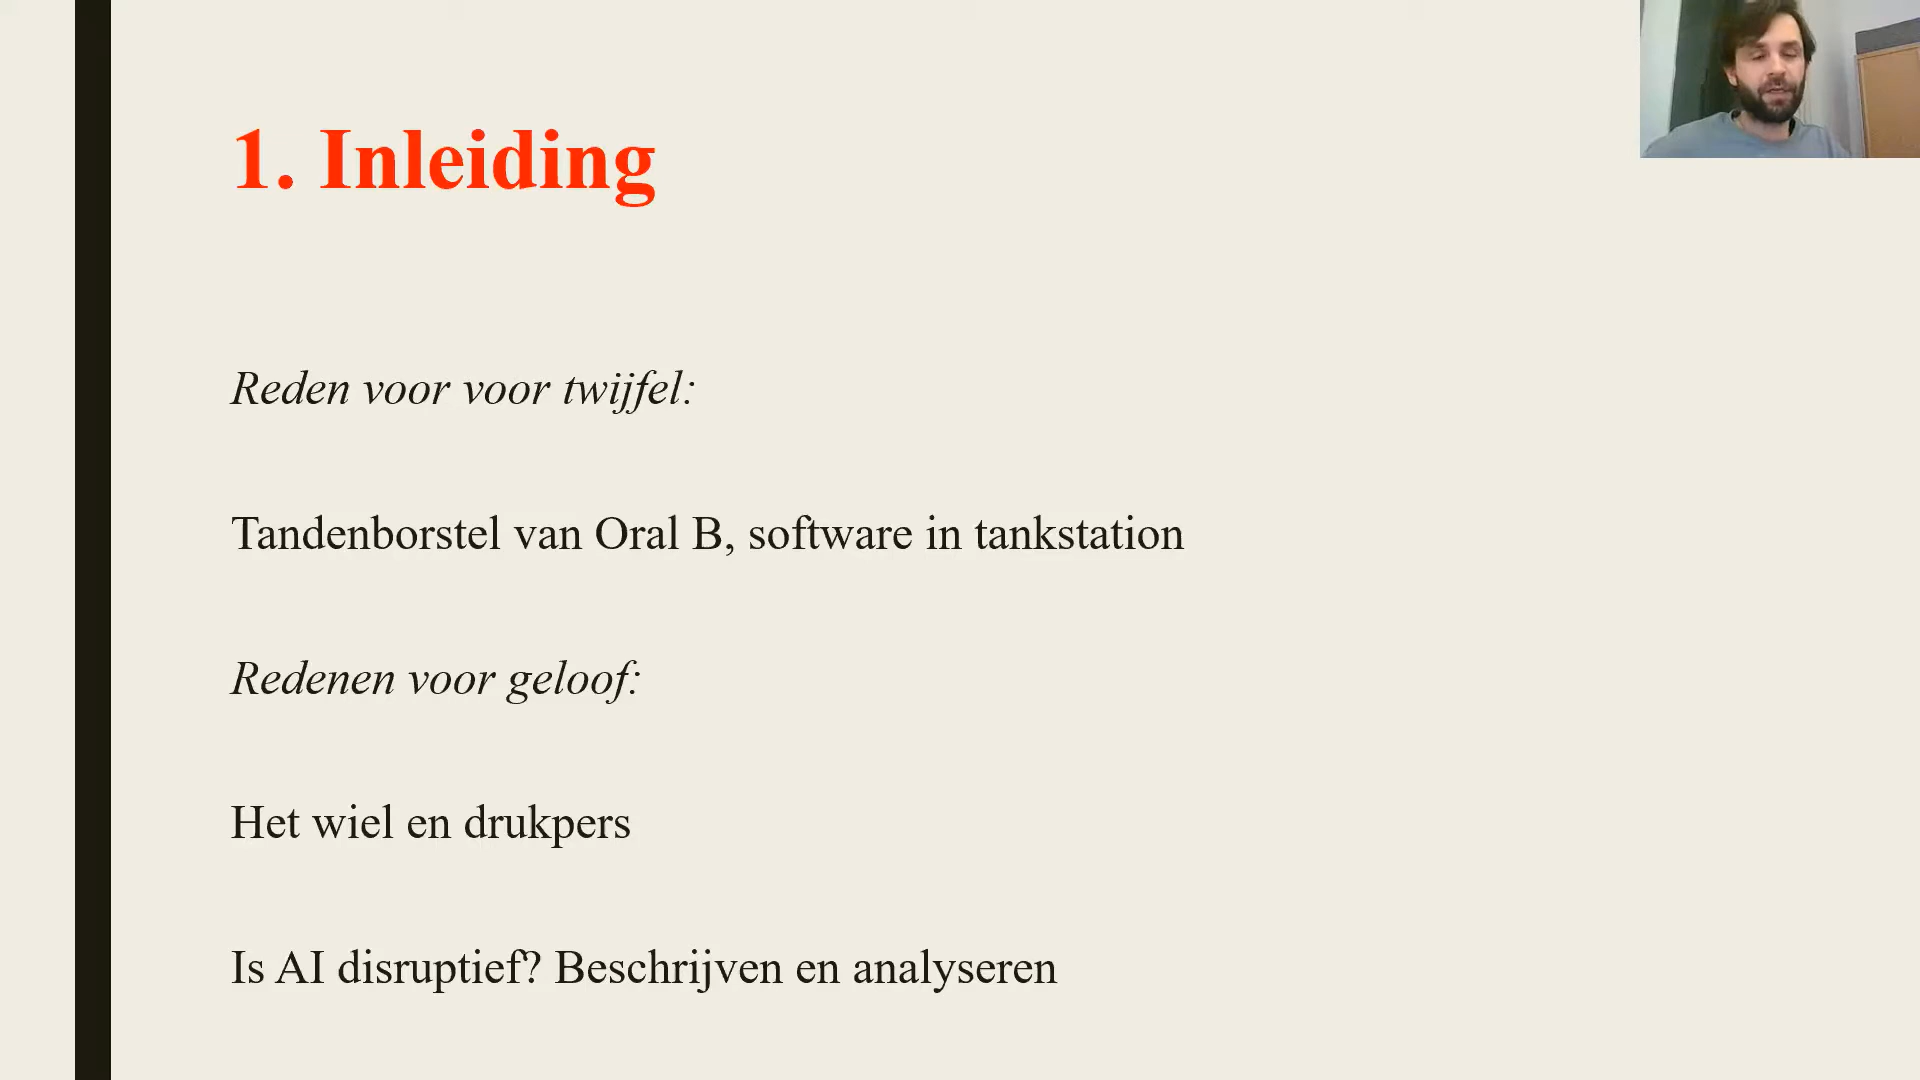 1. Inleiding
Reden voor voor twijfel:
Tandenborstel van Oral B, software in tankstation
Redenen voor geloof:
Het wiel en drukpers
Is AI disruptief? Beschrijven en analyseren